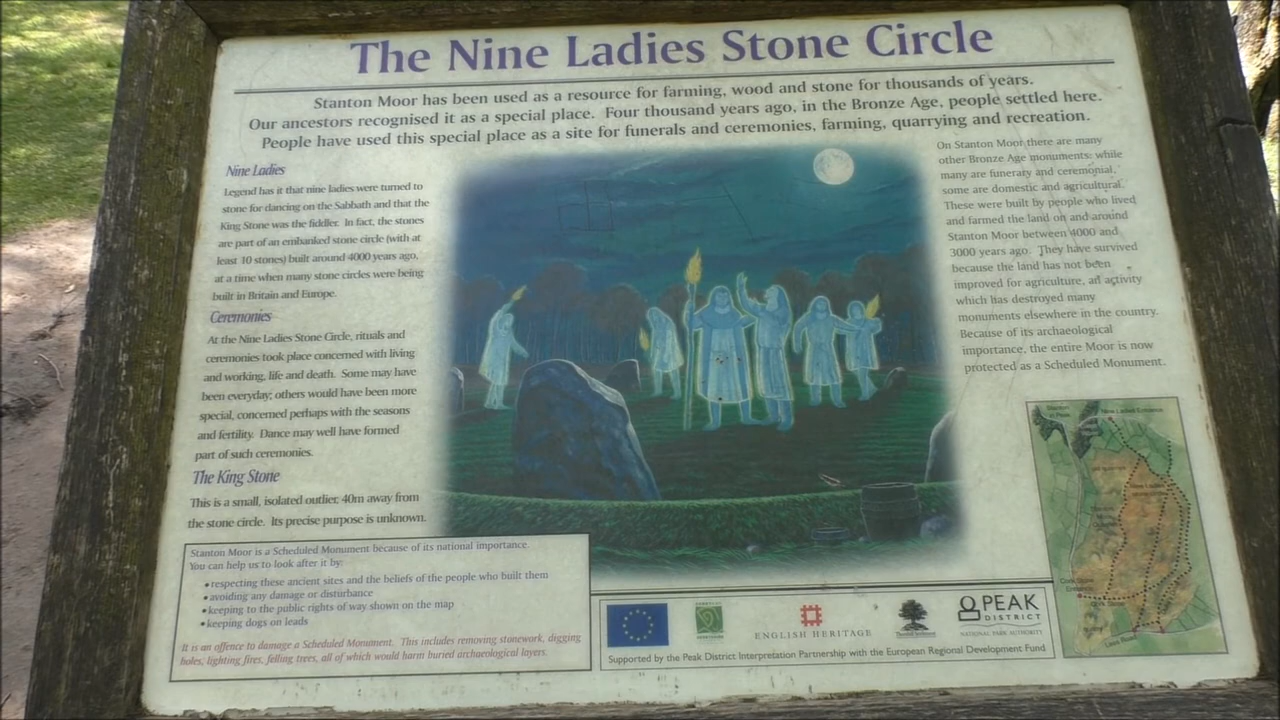 The Nine Ladies Stone Circle
Stanton Moor has been used as a resource for farming, wood and stone for thousands of years.
Our ancestors recognised it as a special place. Four thousand years ago, in the Bronze Age, people settled here.
People have used this special place as a site for funerals and ceremonies, farming, quarrying and recreation.
Nine Ladies
Legend has it that nine ladies were turned to
stone for dancing on the Sabbath and that the
King Stone was the fiddler. In fact, the stones
are part of an embanked stone circle (with at
least 10 stones) built around 4000 years ago,
at a time when many stone circles were being
built in Britain and Europe.
Ceremonies
At the Nine Ladies Stone Circle, rituals and
ceremonies took place concerned with living
and working, life and death. Some may have
been everyday; others would have been more
special, concerned perhaps with the seasons
and fertility. Dance may well have formed
part of such ceremonies.
The King Stone
This is a small, isolated outlier, 40m away from
the stone circle. Its precise purpose is unknown.
On Stanton Moor there are many
other Bronze Age monuments: while
many are funerary and ceremonial,
some are domestic and agricultural.
These were built by people who lived
and farmed the land on and around
Stanton Moor between 4000 and
3000 years ago. They have survived
because the land has not been
improved for agriculture, an activity
which has destroyed many
monuments elsewhere in the country.
Because of its archaeological
importance, the entire Moor is now
protected as a Scheduled Monument.
Stanton Moor is a Scheduled Monument because of its national importance.
You can help us to look after it by:
•respecting these ancient sites and the beliefs of the people who built them
•avoiding any damage or disturbance
•keeping to the public rights of way shown on the map
•keeping dogs on leads
It is an offence to damage a Scheduled Monument. This includes removing stonework, digging
holes, lighting fires, felling trees, all of which would harm buried archaeological layers.
ENGLISH HERITAGE
PEAK
DISTRICT
NATIONAL PARK AUTHORITY
Supported by the Peak District Interpretation Partnership with the European Regional Development Fund
Nine Ladies Entrance
Cork Stone
Entrance
Cork Stone